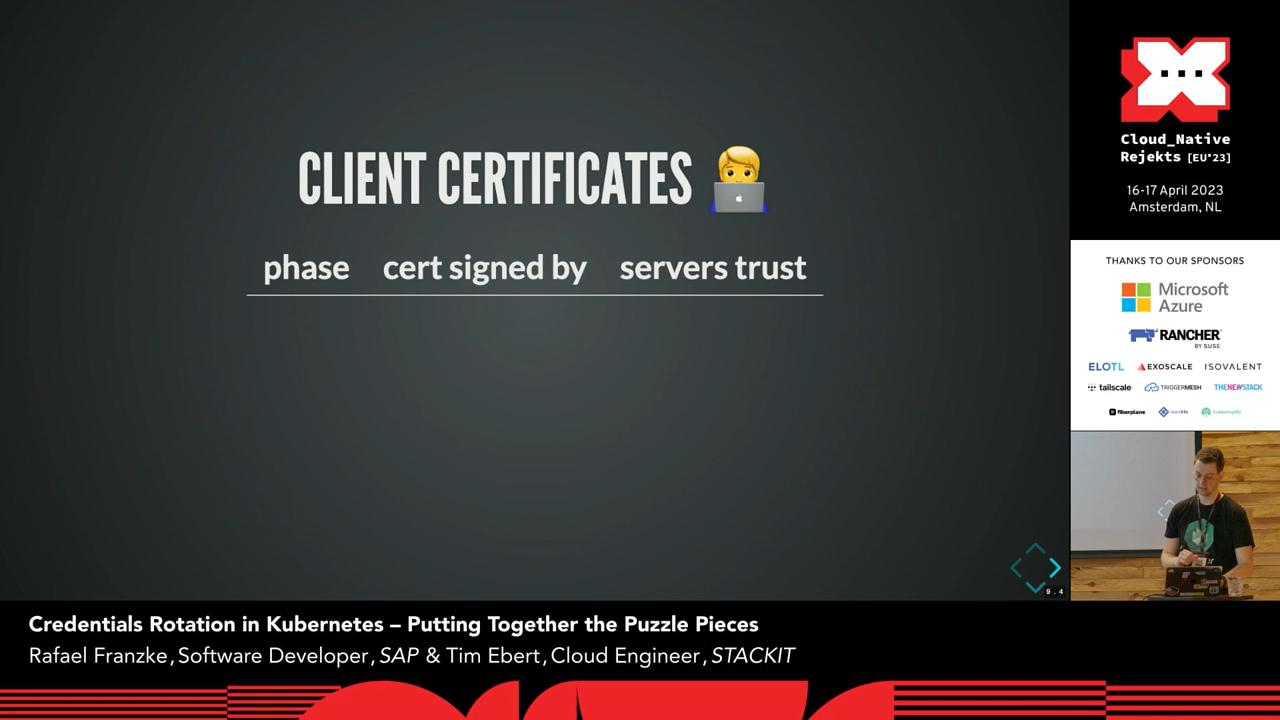 CLIENT CERTIFICATES
phase cert signed by servers trust
9.4
Cloud_Native
Rejekts [EU'23]
16-17 April 2023
Amsterdam, NL
THANKS TO OUR SPONSORS
Microsoft
Azure
RANCHER
BY SUSE
ELOTL EXOSCALE ISOVALENT
tailscale TRIGGERMESH THENEWSTACK
fiberplane
Credentials Rotation in Kubernetes – Putting Together the Puzzle Pieces
Rafael Franzke, Software Developer, SAP & Tim Ebert, Cloud Engineer, STACKIT